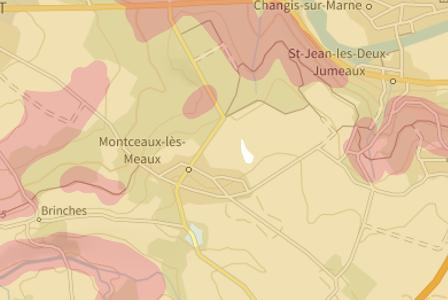 T
Changis-sur-Marne
St-Jean-les-Deux-
Jumeaux
Montceaux-lès-
Meaux
Brinches
s